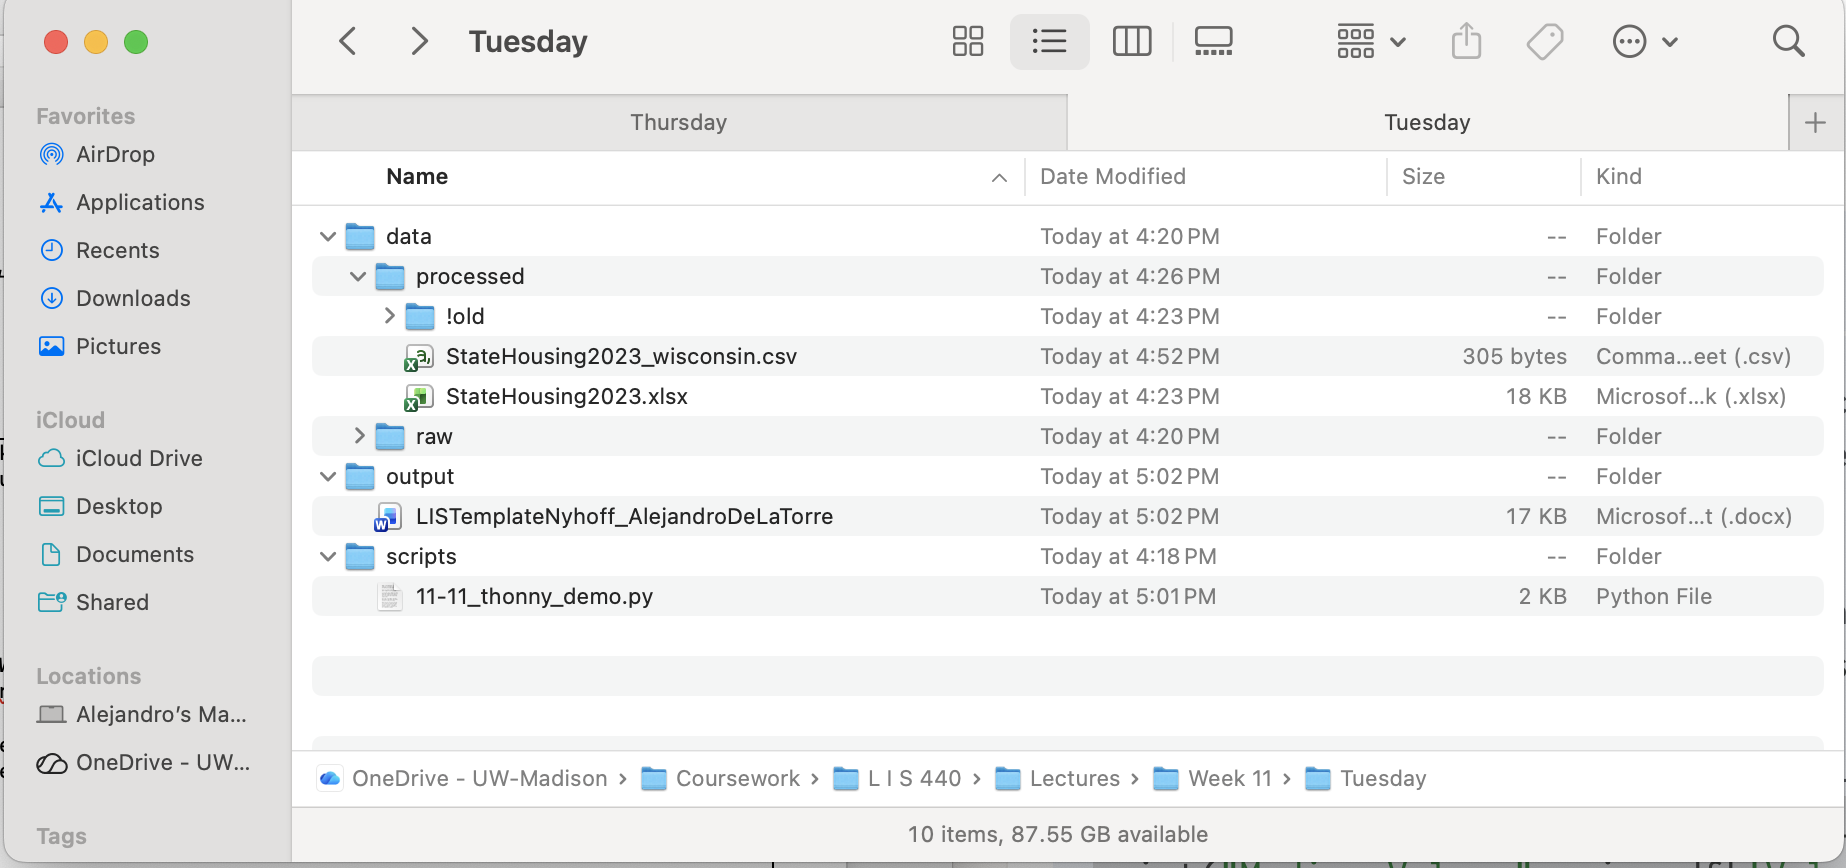 Tuesday
Favorites
AirDrop
Applications
Recents
Downloads
Pictures
iCloud
iCloud Drive
Desktop
Documents
Shared
Locations
Alejandro’s Ma...
OneDrive - UW...
Tags
Thursday
Tuesday
Name Date Modified Size Kind
data Today at 4:20 PM -- Folder
processed Today at 4:26 PM -- Folder
!old Today at 4:23 PM -- Folder
StateHousing2023_wisconsin.csv Today at 4:52 PM 305 bytes Comma...eet (.csv)
StateHousing2023.xlsx Today at 4:23 PM 18 KB Microsof...k (.xlsx)
raw Today at 4:20 PM -- Folder
output Today at 5:02 PM -- Folder
LISTemplateNyhoff_AlejandroDeLaTorre Today at 5:02 PM 17 KB Microsof...t (.docx)
scripts Today at 4:18 PM -- Folder
11-11_thonny_demo.py Today at 5:01 PM 2 KB Python File
OneDrive - UW-Madison › Coursework › L I S 440 › Lectures › Week 11 › Tuesday
10 items, 87.55 GB available